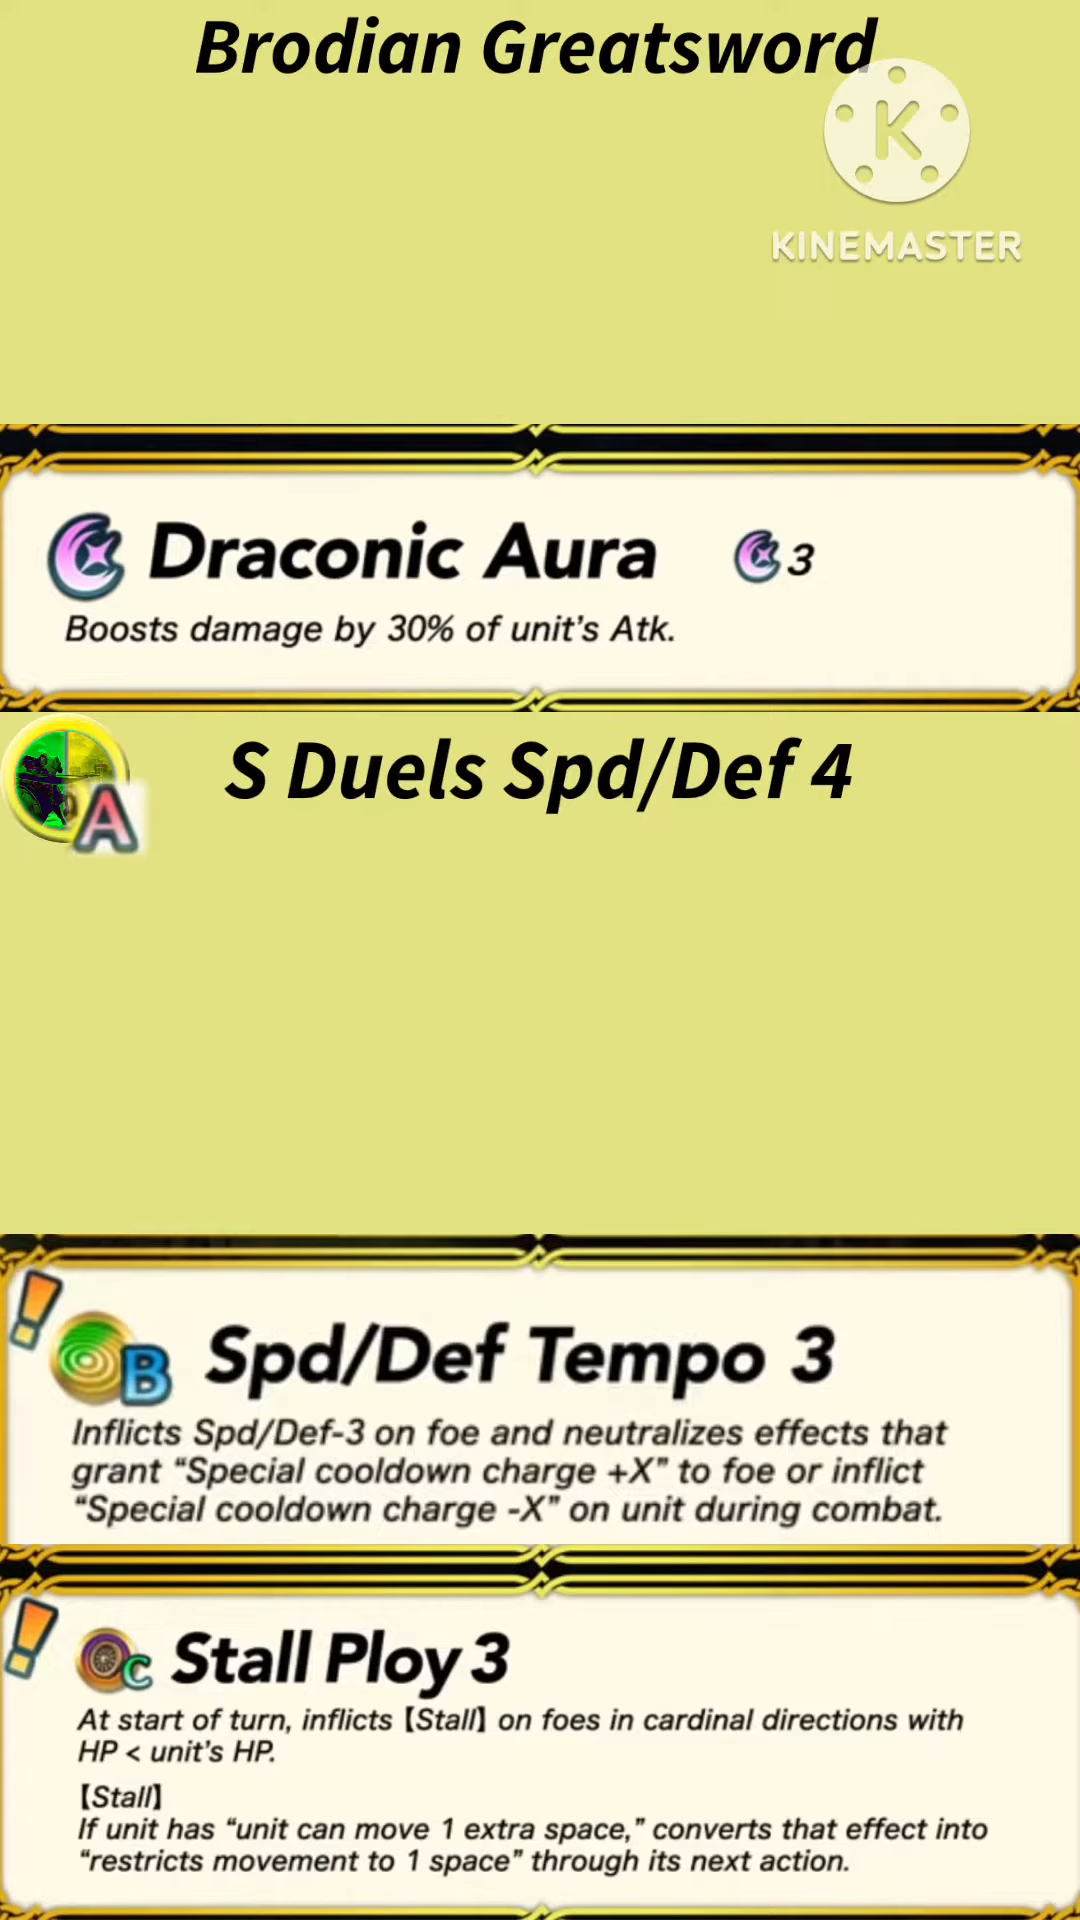 Brodian Greatsword
K
KINEMASTER
Draconic Aura 3
Boosts damage by 30% of unit's Atk.
A
S Duels Spd/Def 4
B
Spd/Def Tempo 3
Inflicts Spd/Def-3 on foe and neutralizes effects that
grant “Special cooldown charge +X” to foe or inflict
“Special cooldown charge -X” on unit during combat.
C
Stall Ploy 3
At start of turn, inflicts【Stall】on foes in cardinal directions with
HP < unit's HP.
【Stall】
If unit has “unit can move 1 extra space,” converts that effect into
“restricts movement to 1 space” through its next action.